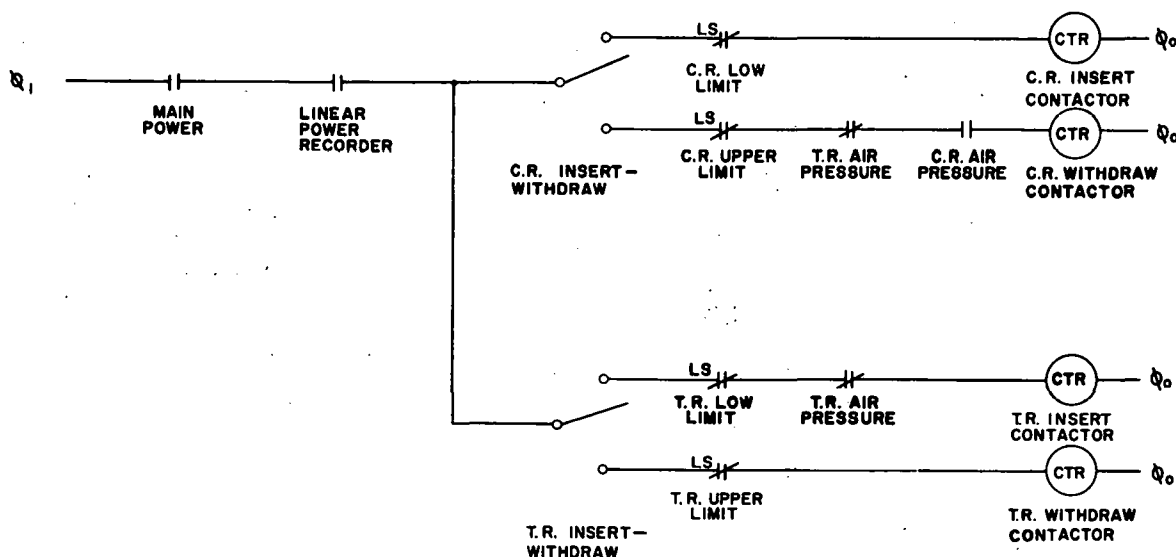 LS
CTR
Φ₀
Φ₁
C.R. LOW
LIMIT
C.R. INSERT
CONTACTOR
MAIN
POWER
LINEAR
POWER
RECORDER
LS
CTR
Φ₀
C.R. INSERT—
WITHDRAW
C.R. UPPER
LIMIT
T.R. AIR
PRESSURE
C.R. AIR
PRESSURE
C.R. WITHDRAW
CONTACTOR
LS
CTR
Φ₀
T.R. LOW
LIMIT
T.R. AIR
PRESSURE
T.R. INSERT
CONTACTOR
LS
CTR
Φ₀
T.R. UPPER
LIMIT
T.R. WITHDRAW
CONTACTOR
T.R. INSERT—
WITHDRAW